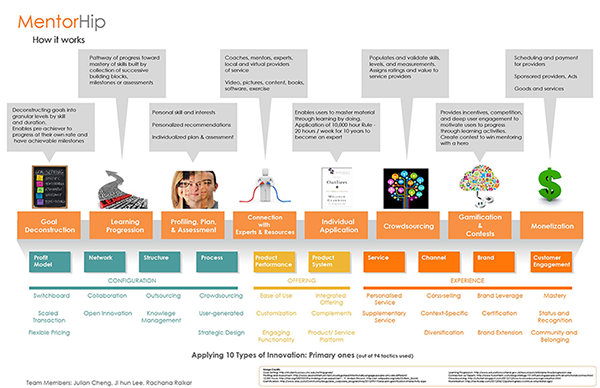 MentorHip
How it works
Pathway of progress toward
mastery of skills built by
collection of successive
building blocks,
milestones or assessments
Coaches, mentors, experts,
local and virtual providers
of service
Video, pictures, content, books,
software, exercise
Populates and validate skills,
levels, and measurements.
Assigns ratings and value to
service providers
Scheduling and payment
for providers
Sponsored providers, Ads
Goods and services
Deconstructing goals into
granular levels by skill
and duration.
Enables pre-achiever to
progress at their own rate and
have achievable milestones
Personal skill and interests
Personalized recommendations
Individualized plan & assessment
Enables user to master material
through learning by doing.
Application of 10,000 hour Rule -
20 hours / week for 10 years to
become an expert
Provides incentives, competition,
and deep user engagement to
motivate users to progress
through learning activities.
Create contest to win mentoring
with a hero
Outliers
Goal
Deconstruction
Learning
Progression
Profiling, Plan,
& Assessment
Connection
with
Experts & Resources
Individual
Application
Crowdsourcing
Gamification
&
Contests
Monetization
Profit
Model
Network
Structure
Process
Product
Performance
Product
System
Service
Channel
Brand
Customer
Engagement
CONFIGURATION
OFFERING
EXPERIENCE
Switchboard
Collaboration
Outsourcing
Crowdsourcing
Ease of Use
Integrated
Offering
Personalised
Service
Cross-selling
Brand Leverage
Mastery
Scaled
Transaction
Open Innovation
Knowlege
Management
User-generated
Customisation
Complements
Supplementary
Service
Context-Specific
Certification
Status and
Recognition
Flexible Pricing
Strategic Design
Engaging
Functionality
Product/ Service
Platform
Diversification
Brand Extension
Community and
Belonging
Applying 10 Types of Innovation: Primary ones (out of 94 tactics used)
Team Members: Julian Cheng, Ji hun Lee, Rachana Raikar